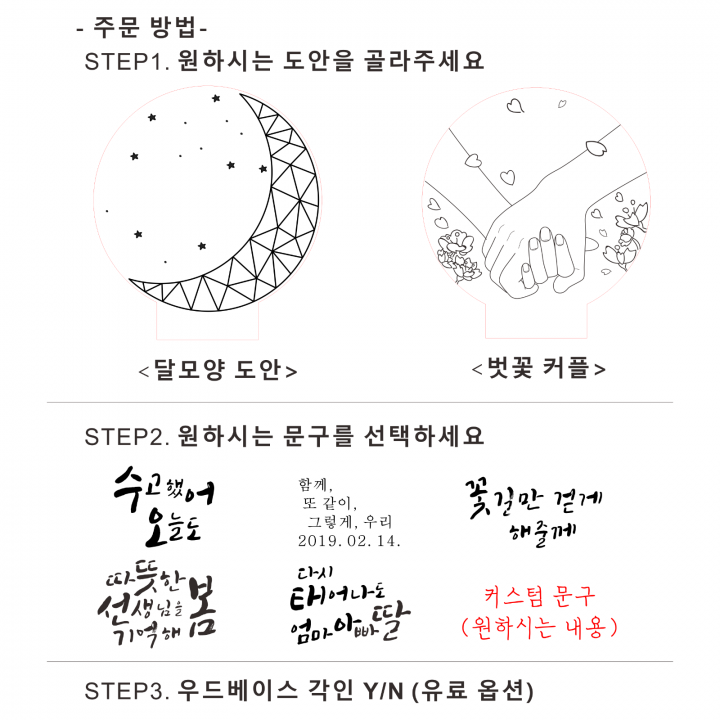 - 주문 방법-
STEP1. 원하시는 도안을 골라주세요
<달모양 도안>
<벗꽃 커플>
STEP2. 원하시는 문구를 선택하세요
수고했어
오늘도
함께,
또 같이,
그렇게, 우리
2019. 02. 14.
꽃길만 걷게
해줄께
따뜻한
선생님을 봄
기억해
다시
태어나도
엄마아빠딸
커스텀 문구
(원하시는 내용)
STEP3. 우드베이스 각인 Y/N (유료 옵션)